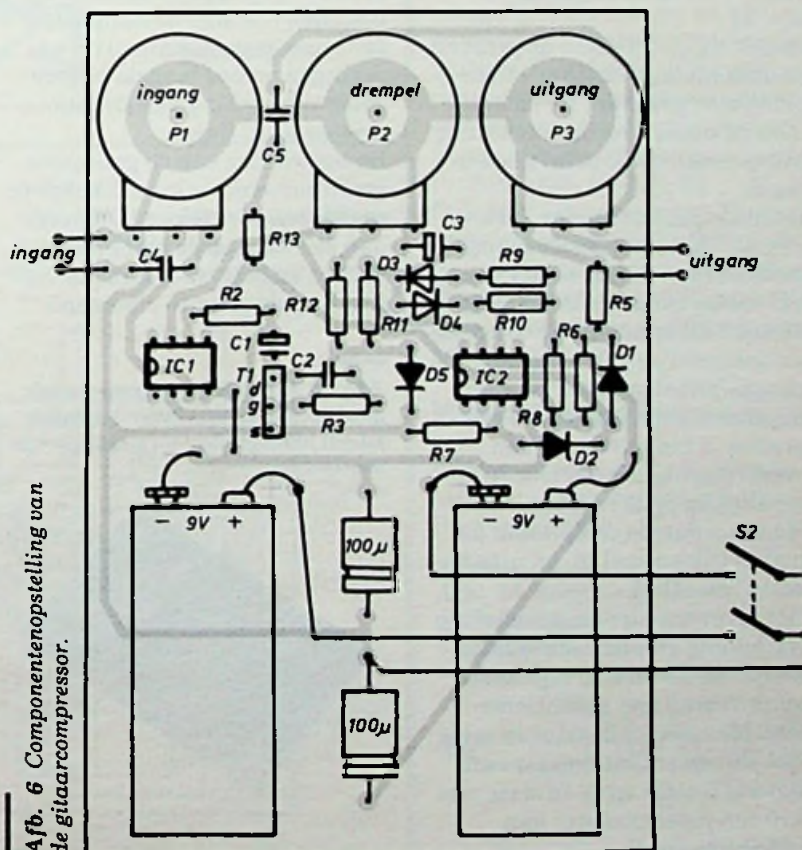 ingang
P1
drempel
P2
uitgang
P3
C5
ingang
C4
R13
C3
D3
R9
uitgang
R2
R12
R11
D4
R10
R5
C1
IC1
C2
T1
d
g
s
R3
D5
IC2
R6
D1
R8
R7
D2
- 9V +
- 9V +
100µ
100µ
S2
Afb. 6 Componentenopstelling van
de gitaarcompressor.